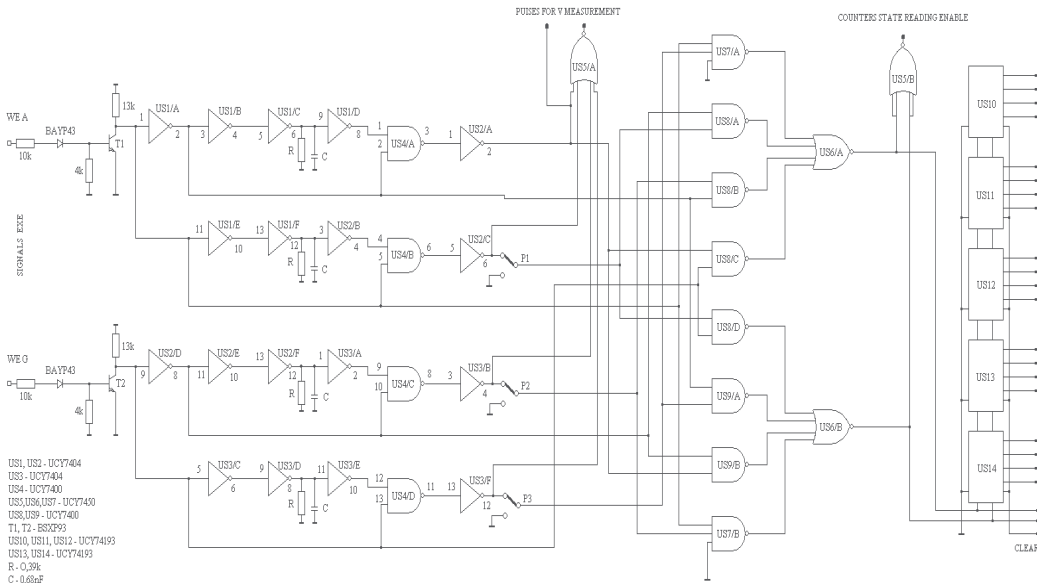 PUISES FOR V MEASUREMENT
COUNTERS STATE READING ENABLE
US5/A
US5/B
US7/A
US10
13k
WE A
BAYP43
10k
4k
T1
1
US1/A
2
3
US1/B
4
5
US1/C
6
9
US1/D
8
R
C
1
2
US4/A
3
1
US2/A
2
US8/A
US8/B
US6/A
US11
SIGNALS EXE
11
US1/E
10
13
US1/F
12
3
US2/B
4
R
C
4
5
US4/B
6
5
US2/C
6
P1
US8/C
US12
US8/D
13k
WE G
BAYP43
10k
4k
T2
9
US2/D
8
11
US2/E
10
13
US2/F
12
1
US3/A
2
R
C
9
10
US4/C
8
3
US3/B
4
P2
US9/A
US13
US6/B
5
US3/C
6
9
US3/D
8
11
US3/E
10
R
C
12
13
US4/D
11
13
US3/F
12
P3
US9/B
US14
US7/B
CLEAR
US1, US2 - UCY7404
US3 - UCY7404
US4 - UCY7400
US5,US6,US7 - UCY7450
US8,US9 - UCY7400
T1, T2 - BSXP93
US10, US11, US12 - UCY74193
US13, US14 - UCY74193
R - 0,39k
C - 0.68nF